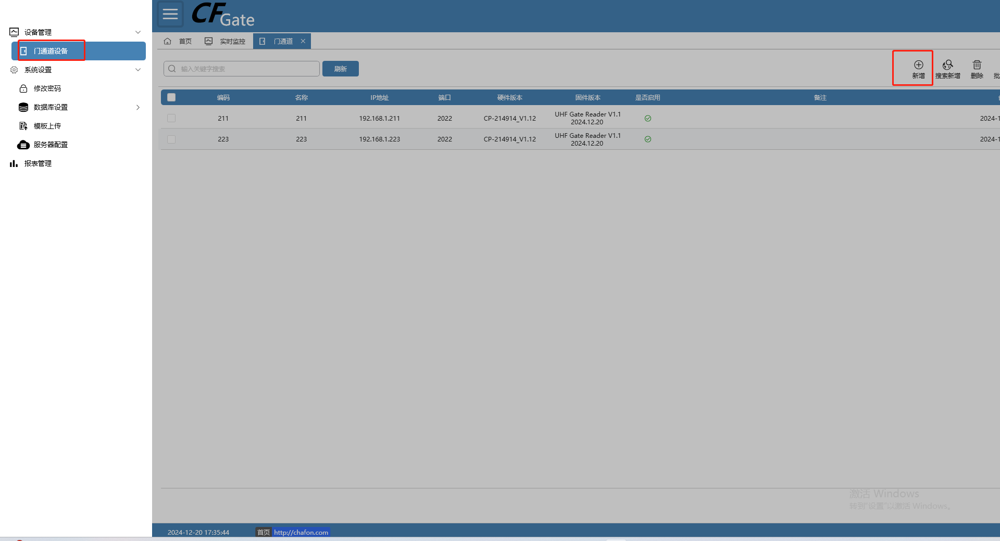 设备管理
门通道设备
系统设置
修改密码
数据库设置
模板上传
服务器配置
报表管理
CFGate
首页 实时监控 门通道
输入关键字搜索 刷新
新增 搜索新增 删除 批
编码 名称 IP地址 端口 硬件版本 固件版本 是否启用 备注
211 211 192.168.1.211 2022 CP-214914_V1.12 UHF Gate Reader V1.1 2024.12.20 2024-1
223 223 192.168.1.223 2022 CP-214914_V1.12 UHF Gate Reader V1.1 2024.12.20 2024-1
激活 Windows
转到"设置"以激活 Windows。
2024-12-20 17:35:44 首页 http://chafon.com